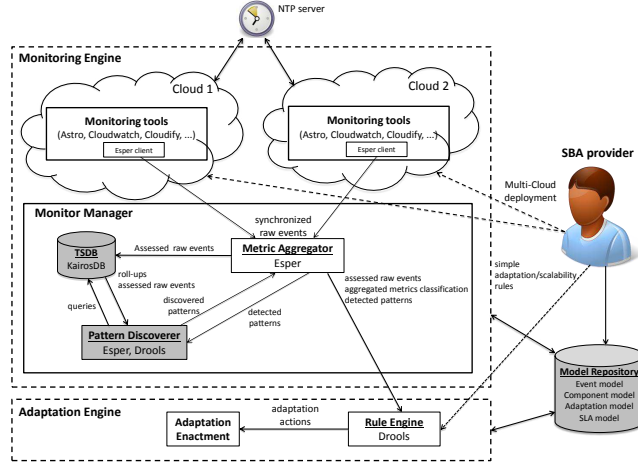 NTP server
Monitoring Engine
Cloud 1
Cloud 2
Monitoring tools
(Astro, Cloudwatch, Cloudify, ...)
Esper client
Monitoring tools
(Astro, Cloudwatch, Cloudify, ...)
Esper client
SBA provider
Multi-Cloud
deployment
Monitor Manager
synchronized
raw events
TSDB
KairosDB
Assessed raw events
Metric Aggregator
Esper
roll-ups
assessed raw events
queries
discovered
patterns
detected
patterns
assessed raw events
aggregated metrics classification
detected patterns
simple
adaptation/scalability
rules
Pattern Discoverer
Esper, Drools
Model Repository
Event model
Component model
Adaptation model
SLA model
Adaptation Engine
Adaptation
Enactment
adaptation
actions
Rule Engine
Drools